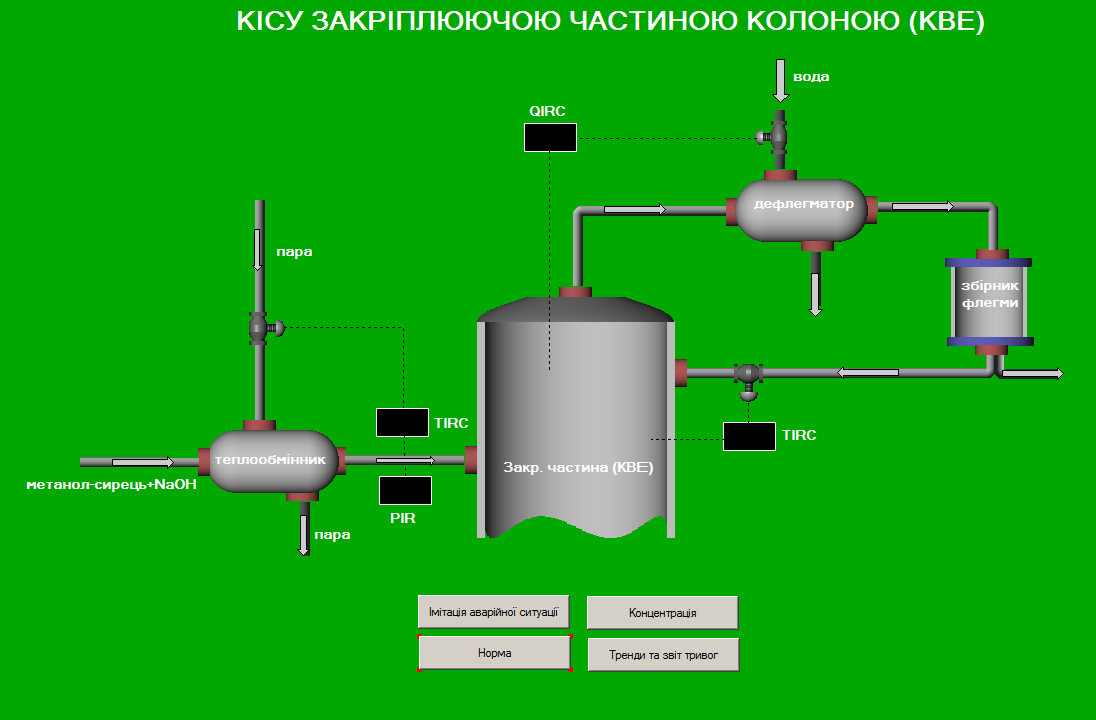 КІСУ ЗАКРІПЛЮЮЧОЮ ЧАСТИНОЮ КОЛОНОЮ (КВЕ)
вода
QIRC
дефлегматор
пара
збірник
флегми
TIRC
TIRC
теплообмінник
Закр. частина (КВЕ)
метанол-сирець+NaOH
PIR
пара
Імітація аварійної ситуації
Концентрація
Норма
Тренди та звіт тривог